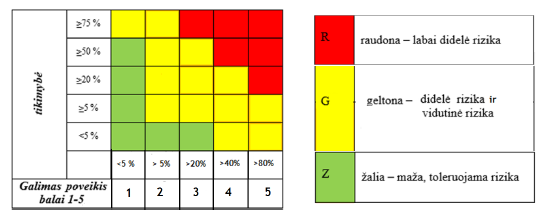 tikimybė
≥75 %
≥50 %
≥20 %
≥5 %
<5 %
<5 % > 5% >20% >40% >80%
Galimas poveikis
balai 1-5
1 2 3 4 5
R raudona – labai didelė rizika
G geltona – didelė rizika ir
vidutinė rizika
Z žalia – maža, toleruojama rizika